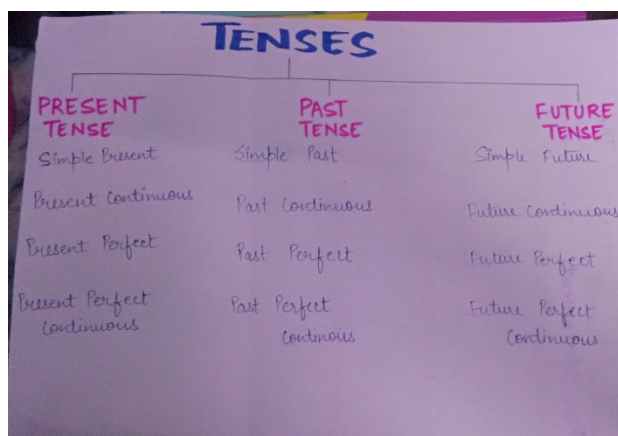 TENSES
PRESENT
TENSE
Simple Present
Present Continuous
Present Perfect
Present Perfect
Continuous
PAST
TENSE
Simple Past
Past Continuous
Past Perfect
Past Perfect
Continoius
FUTURE
TENSE
Simple Future
Future Continuous
Future Perfect
Future Perfect
Continuous.